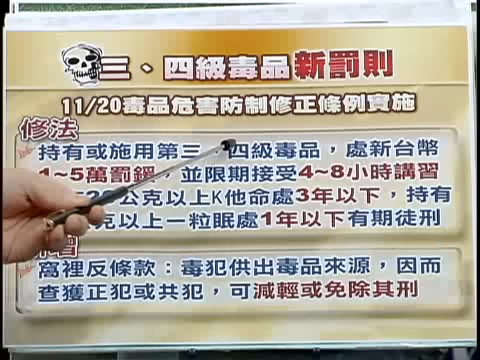 三、四級毒品新罰則
11/20毒品危害防制修正條例實施
修法
持有或施用第三、四級毒品,處新台幣
1~5萬罰鍰,並限期接受4~8小時講習
公克以上K他命處3年以下,持有
克以上一粒眠處1年以下有期徒刑
增
窩裡反條款:毒犯供出毒品來源,因而
查獲正犯或共犯,可減輕或免除其刑